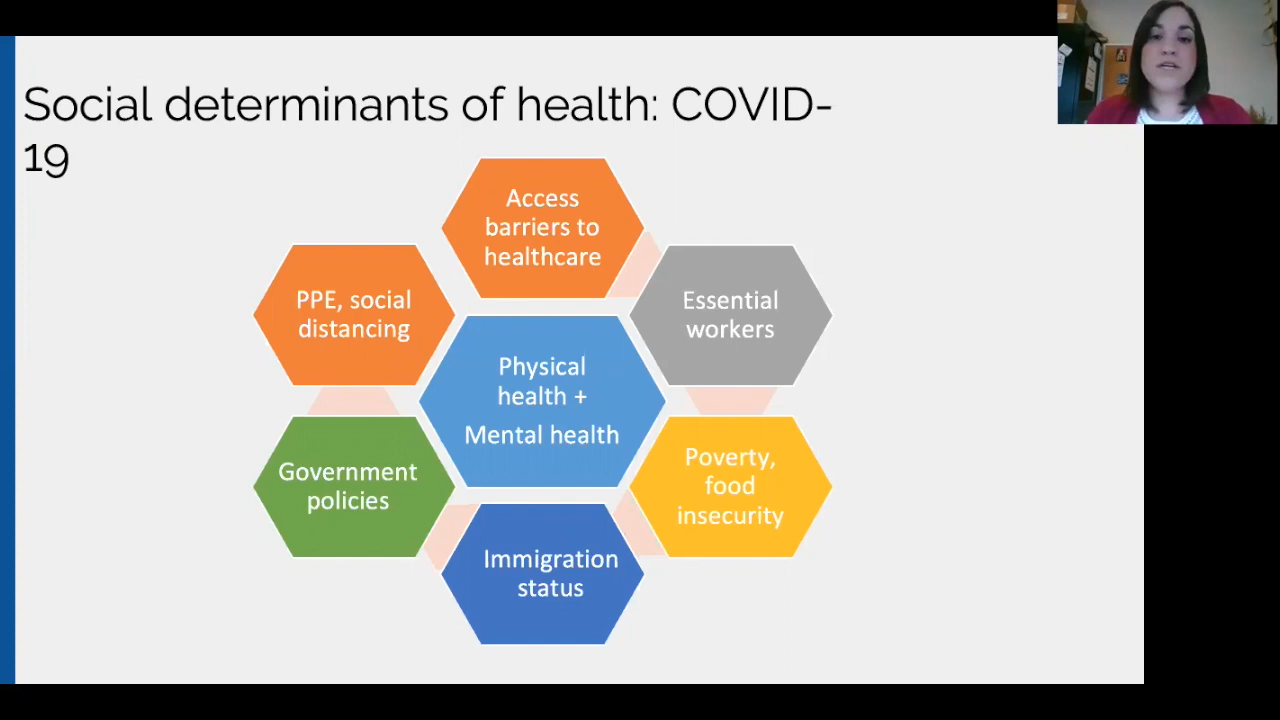 Social determinants of health: COVID-
19
Access
barriers to
healthcare
PPE, social
distancing
Essential
workers
Physical
health +
Mental health
Government
policies
Poverty,
food
insecurity
Immigration
status